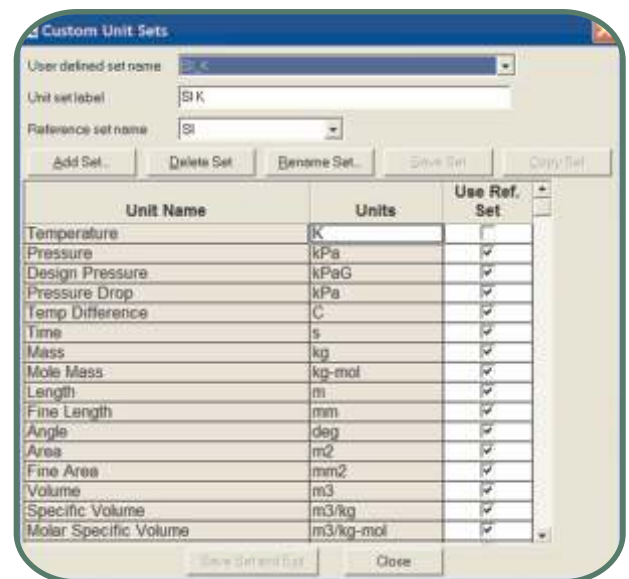 Custom Unit Sets
User defined set name SI K
Unit set label SI K
Reference set name SI
Add Set.. Delete Set Rename Set.. Save Set Copy Set
Unit Name Units Use Ref. Set
Temperature K
Pressure kPa
Design Pressure kPaG
Pressure Drop kPa
Temp Difference C
Time s
Mass kg
Mole Mass kg-mol
Length m
Fine Length mm
Angle deg
Area m2
Fine Area mm2
Volume m3
Specific Volume m3/kg
Molar Specific Volume m3/kg-mol
Save Set and Exit Close